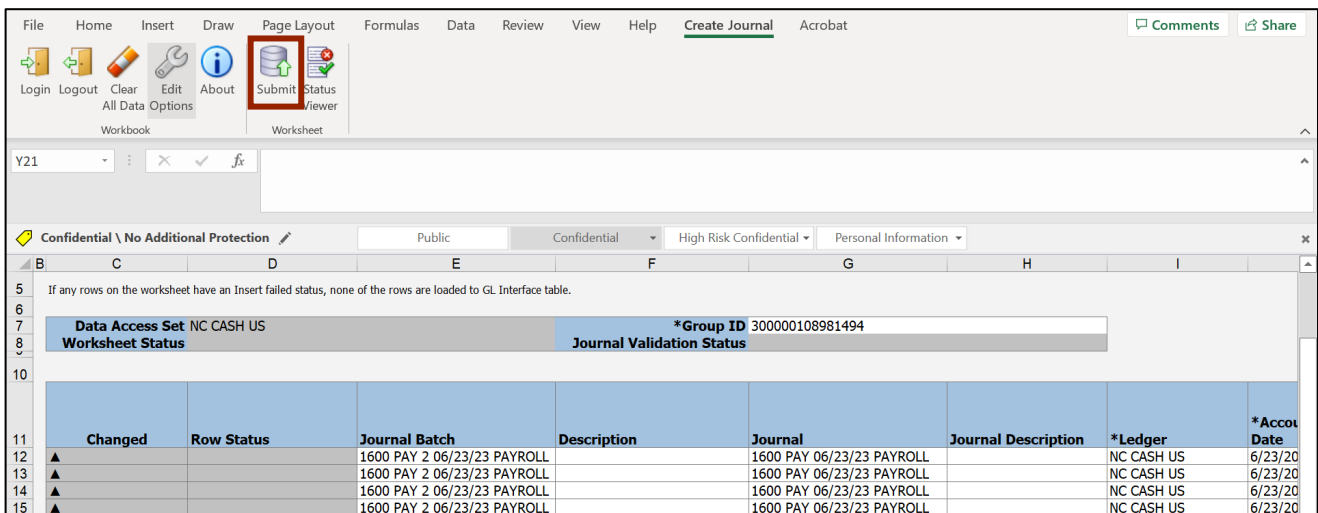 File Home Insert Draw Page Layout Formulas Data Review View Help Create Journal Acrobat Comments Share
Login Logout Clear Edit About Submit Status
All Data Options Viewer
Workbook Worksheet
Y21 fx
Confidential \ No Additional Protection Public Confidential High Risk Confidential Personal Information
B C D E F G H I
5 If any rows on the worksheet have an Insert failed status, none of the rows are loaded to GL Interface table.
6
7 Data Access Set NC CASH US *Group ID 300000108981494
8 Worksheet Status Journal Validation Status
10
*Accou
11 Changed Row Status Journal Batch Description Journal Journal Description *Ledger Date
12 ▲ 1600 PAY 2 06/23/23 PAYROLL 1600 PAY 06/23/23 PAYROLL NC CASH US 6/23/20
13 ▲ 1600 PAY 2 06/23/23 PAYROLL 1600 PAY 06/23/23 PAYROLL NC CASH US 6/23/20
14 ▲ 1600 PAY 2 06/23/23 PAYROLL 1600 PAY 06/23/23 PAYROLL NC CASH US 6/23/20
15 ▲ 1600 PAY 2 06/23/23 PAYROLL 1600 PAY 06/23/23 PAYROLL NC CASH US 6/23/20